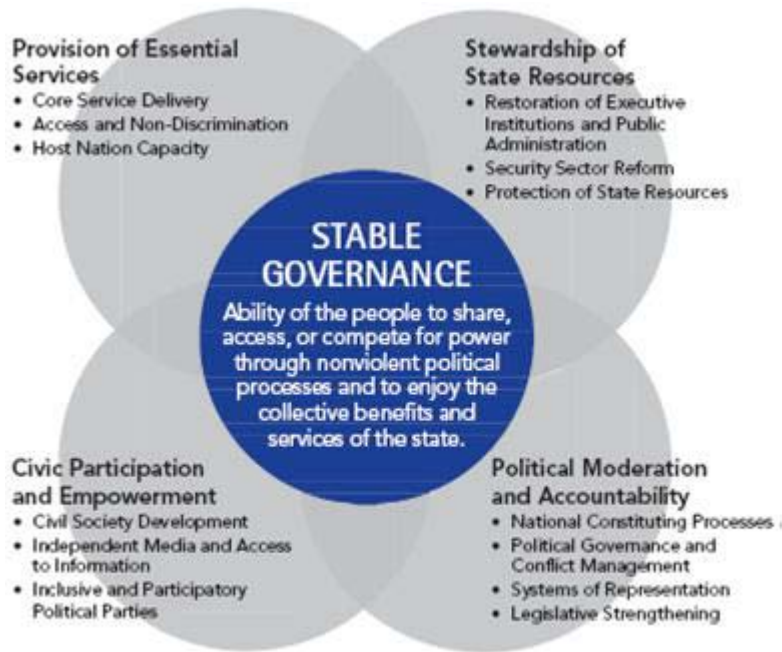 Provision of Essential
Services
• Core Service Delivery
• Access and Non-Discrimination
• Host Nation Capacity
Stewardship of
State Resources
• Restoration of Executive
Institutions and Public
Administration
• Security Sector Reform
• Protection of State Resources
STABLE
GOVERNANCE
Ability of the people to share,
access, or compete for power
through nonviolent political
processes and to enjoy the
collective benefits and
services of the state.
Civic Participation
and Empowerment
• Civil Society Development
• Independent Media and Access
to Information
• Inclusive and Participatory
Political Parties
Political Moderation
and Accountability
• National Constituting Processes
• Political Governance and
Conflict Management
• Systems of Representation
• Legislative Strengthening